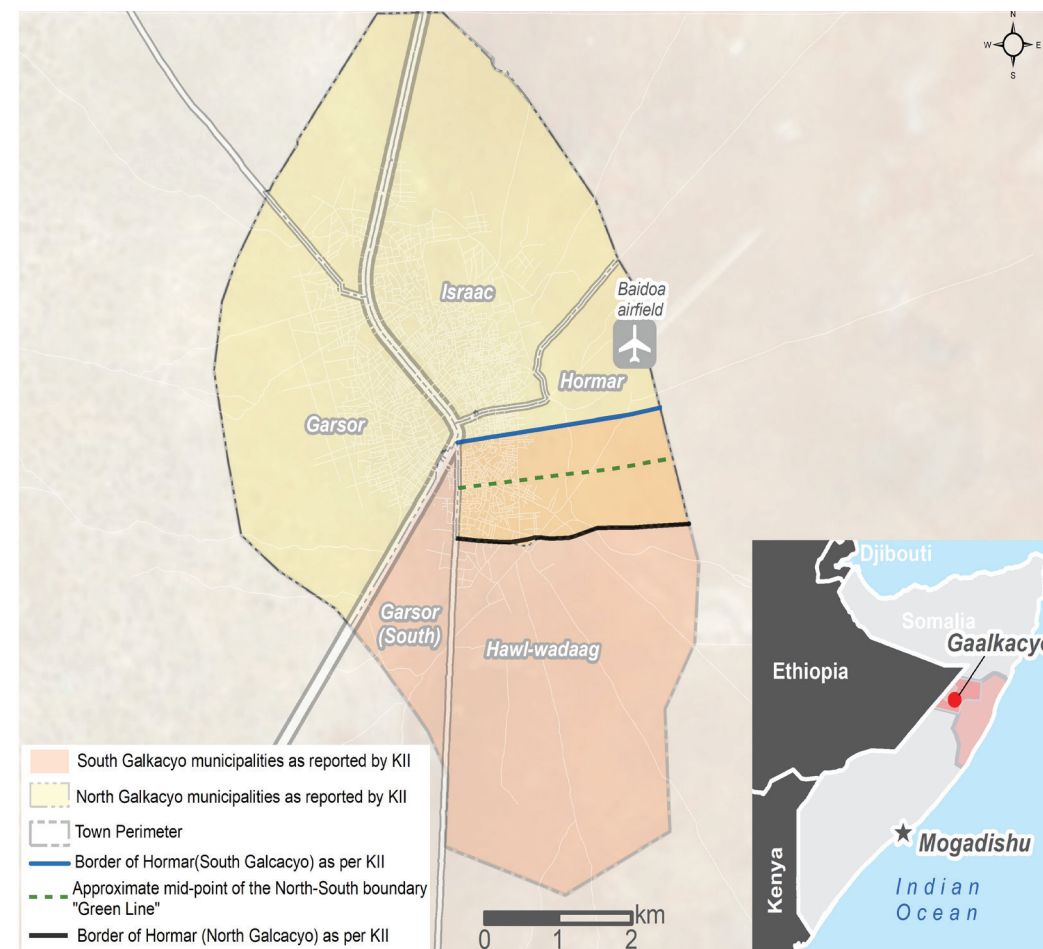 N
W
E
S
Baidoa
airfield
Israac
Hormar
Garsor
Garsor
(South)
Hawl-wadaag
South Galkacyo municipalities as reported by KII
North Galkacyo municipalities as reported by KII
Town Perimeter
Border of Hormar(South Galcacyo) as per KII
Approximate mid-point of the North-South boundary
"Green Line"
Border of Hormar (North Galcacyo) as per KII
km
0
1
2
Djibouti
Somalia
Gaalkacyo
Ethiopia
Mogadishu
Kenya
Indian
Ocean